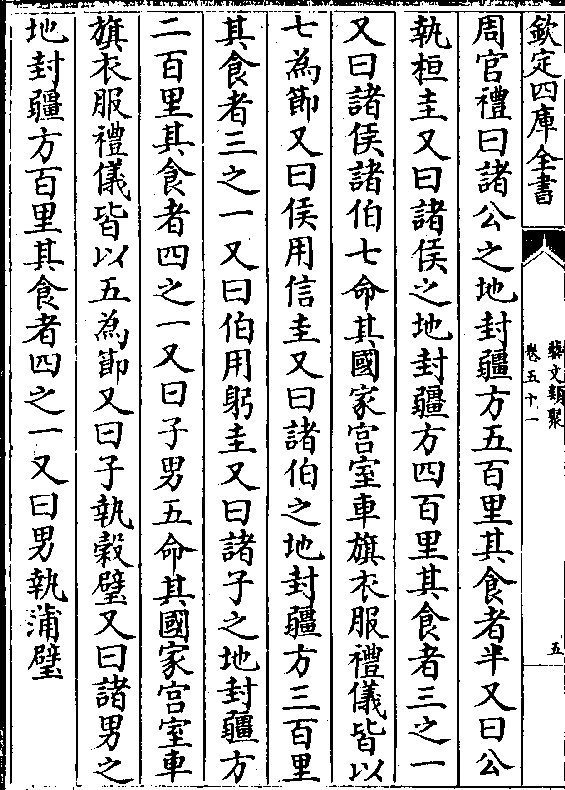 欽定四庫全書
藝文類聚
卷五十一
五
周官禮曰諸公之地封疆方五百里其食者半又曰公
執桓圭又曰諸侯之地封疆方四百里其食者三之一
又曰諸侯諸伯七命其國家宫室車旗衣服禮儀皆以
七為節又曰侯用信圭又曰諸伯之地封疆方三百里
其食者三之一又曰伯用躬圭又曰諸子之地封疆方
二百里其食者四之一又曰子男五命其國家宫室車
旗衣服禮儀皆以五為節又曰子執穀璧又曰諸男之
地封疆方百里其食者四之一又曰男執蒲璧